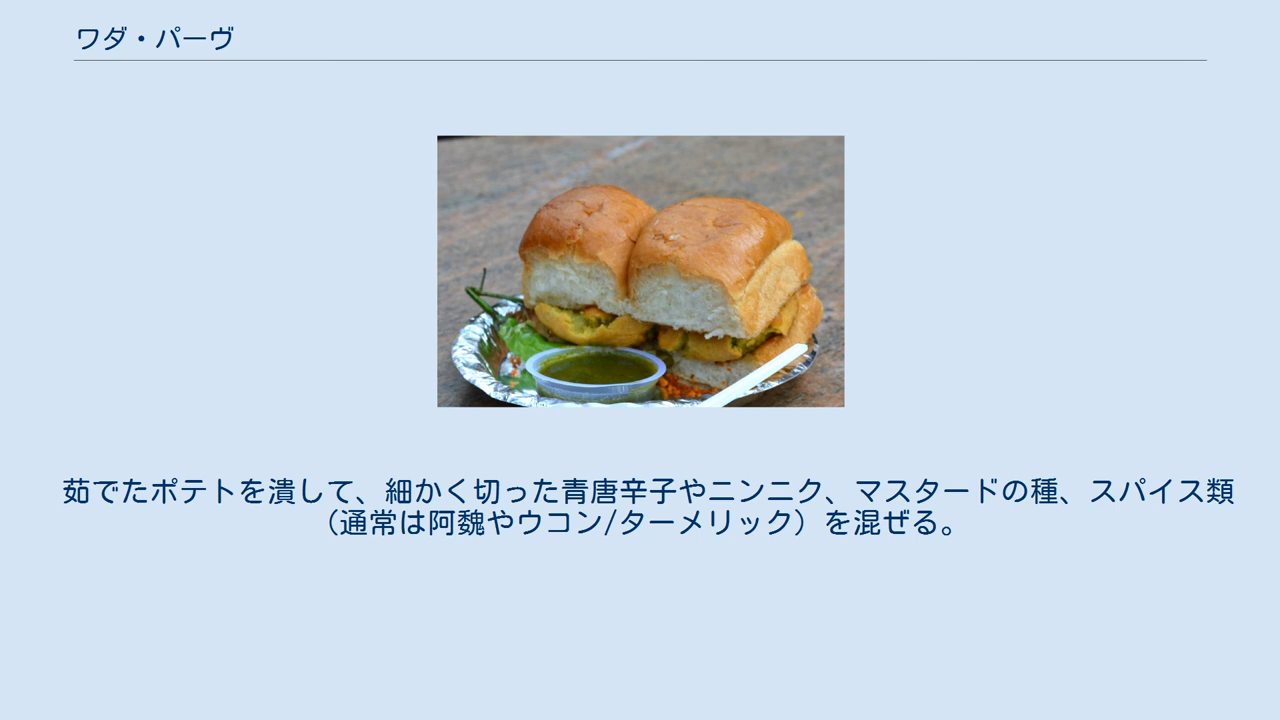 ワダ・パーヴ
茹でたポテトを潰して、細かく切った青唐辛子やニンニク、マスタードの種、スパイス類
（通常は阿魏やウコン/ターメリック）を混ぜる。